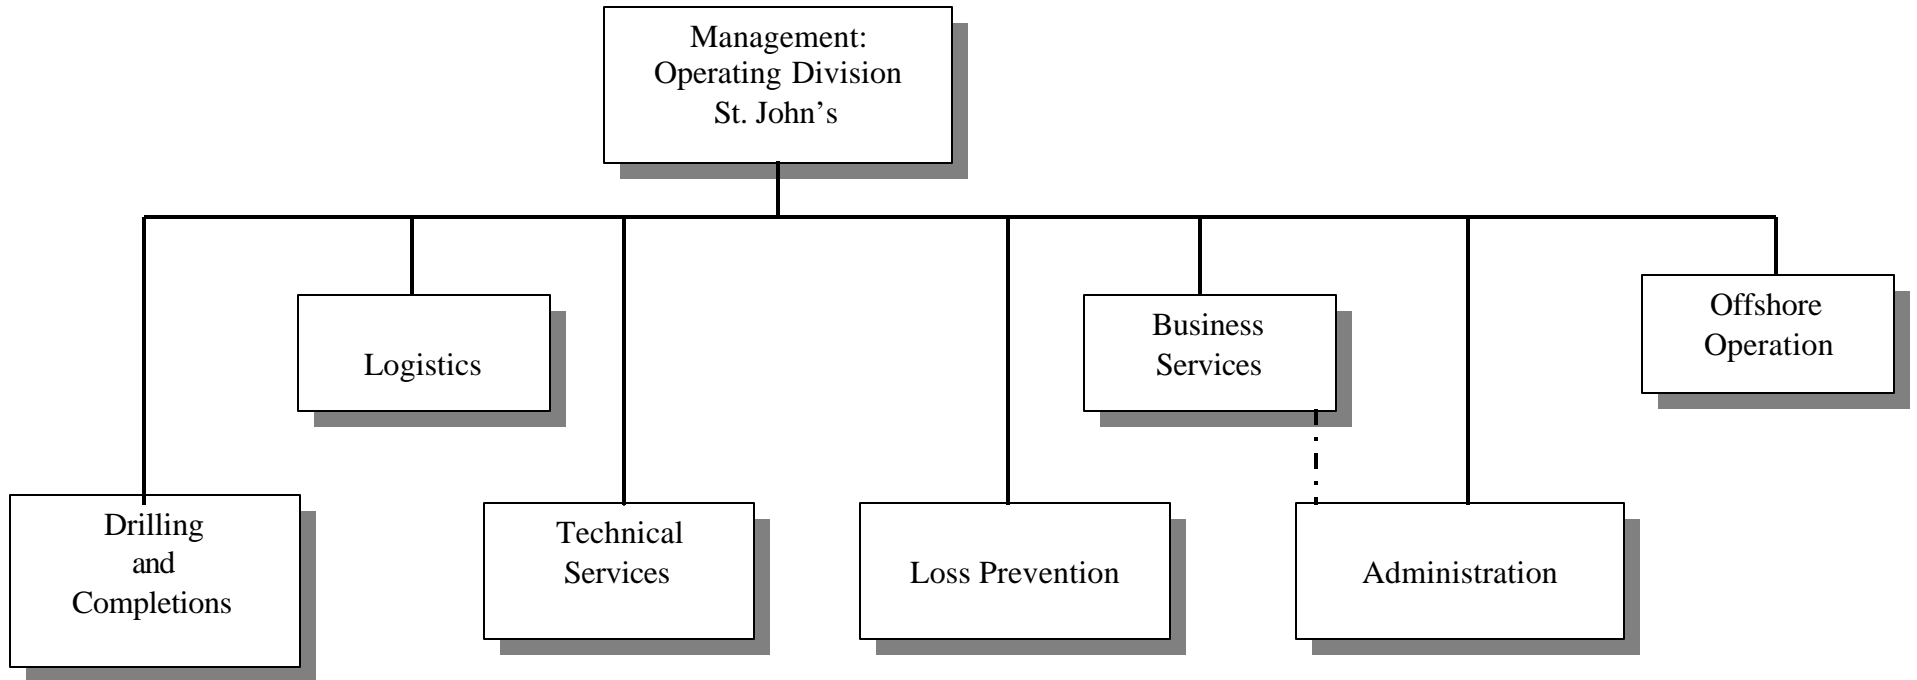 Management:
Operating Division
St. John’s
Logistics
Business
Services
Offshore
Operation
Drilling
and
Completions
Technical
Services
Loss Prevention
Administration